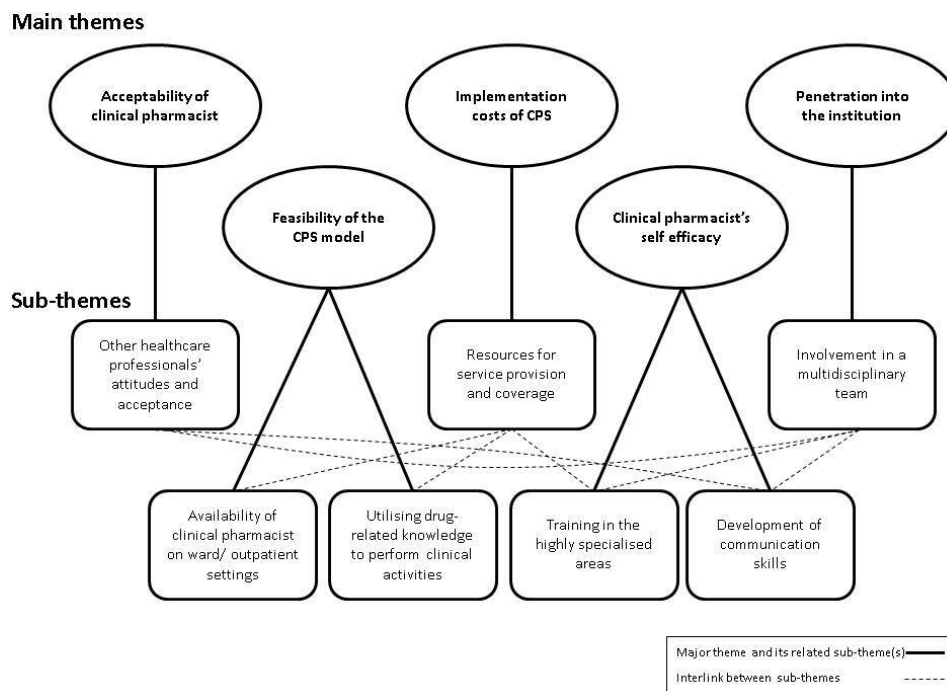 Main themes
Acceptability of
clinical pharmacist
Implementation
costs of CPS
Penetration into
the institution
Feasibility of the
CPS model
Clinical pharmacist's
self efficacy
Sub-themes
Other healthcare
professionals'
attitudes and
acceptance
Resources for
service provision
and coverage
Involvement in a
multidisciplinary
team
Availability of
clinical pharmacist
on ward/ outpatient
settings
Utilising drug-
related knowledge
to perform clinical
activities
Training in the
highly specialised
areas
Development of
communication
skills
Major theme and its related sub-theme(s)
Interlink between sub-themes